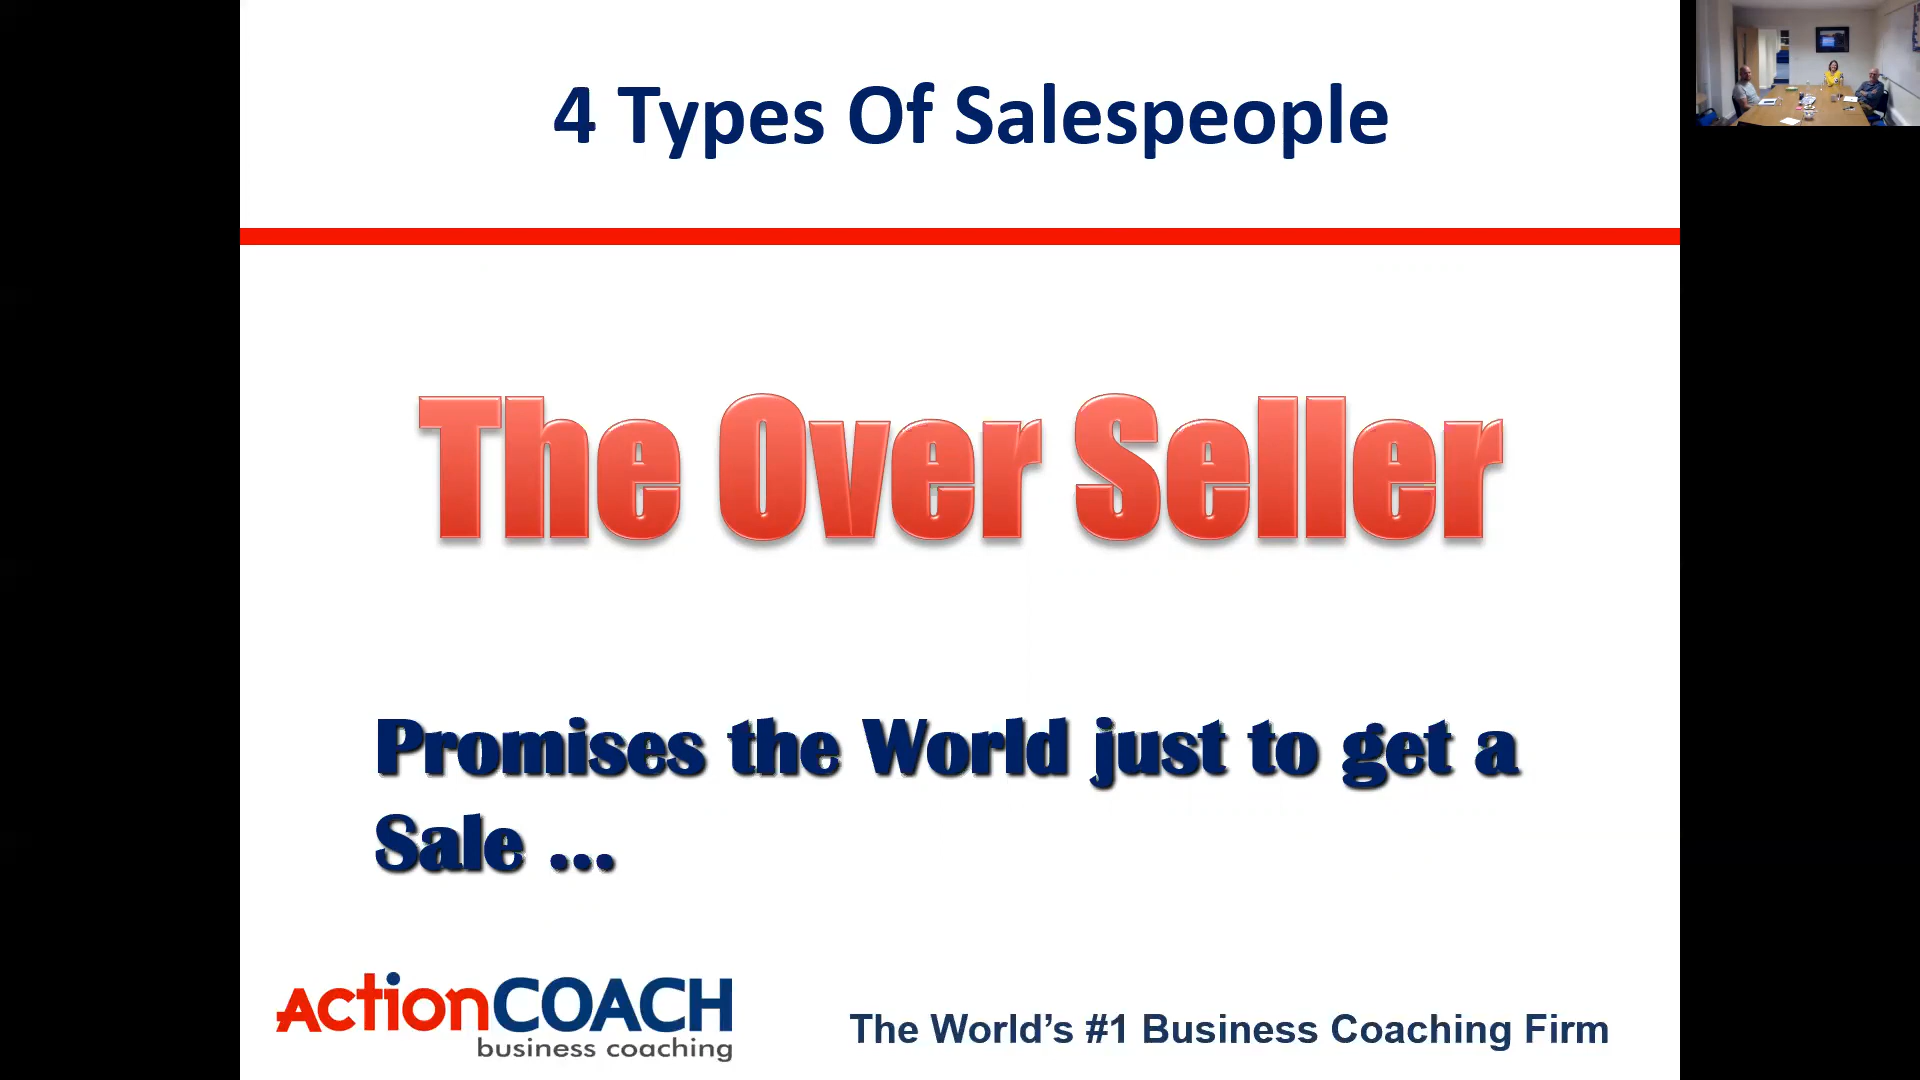 4 Types Of Salespeople
The Over Seller
Promises the World just to get a
Sale ...
ActionCOACH
business coaching
The World’s #1 Business Coaching Firm